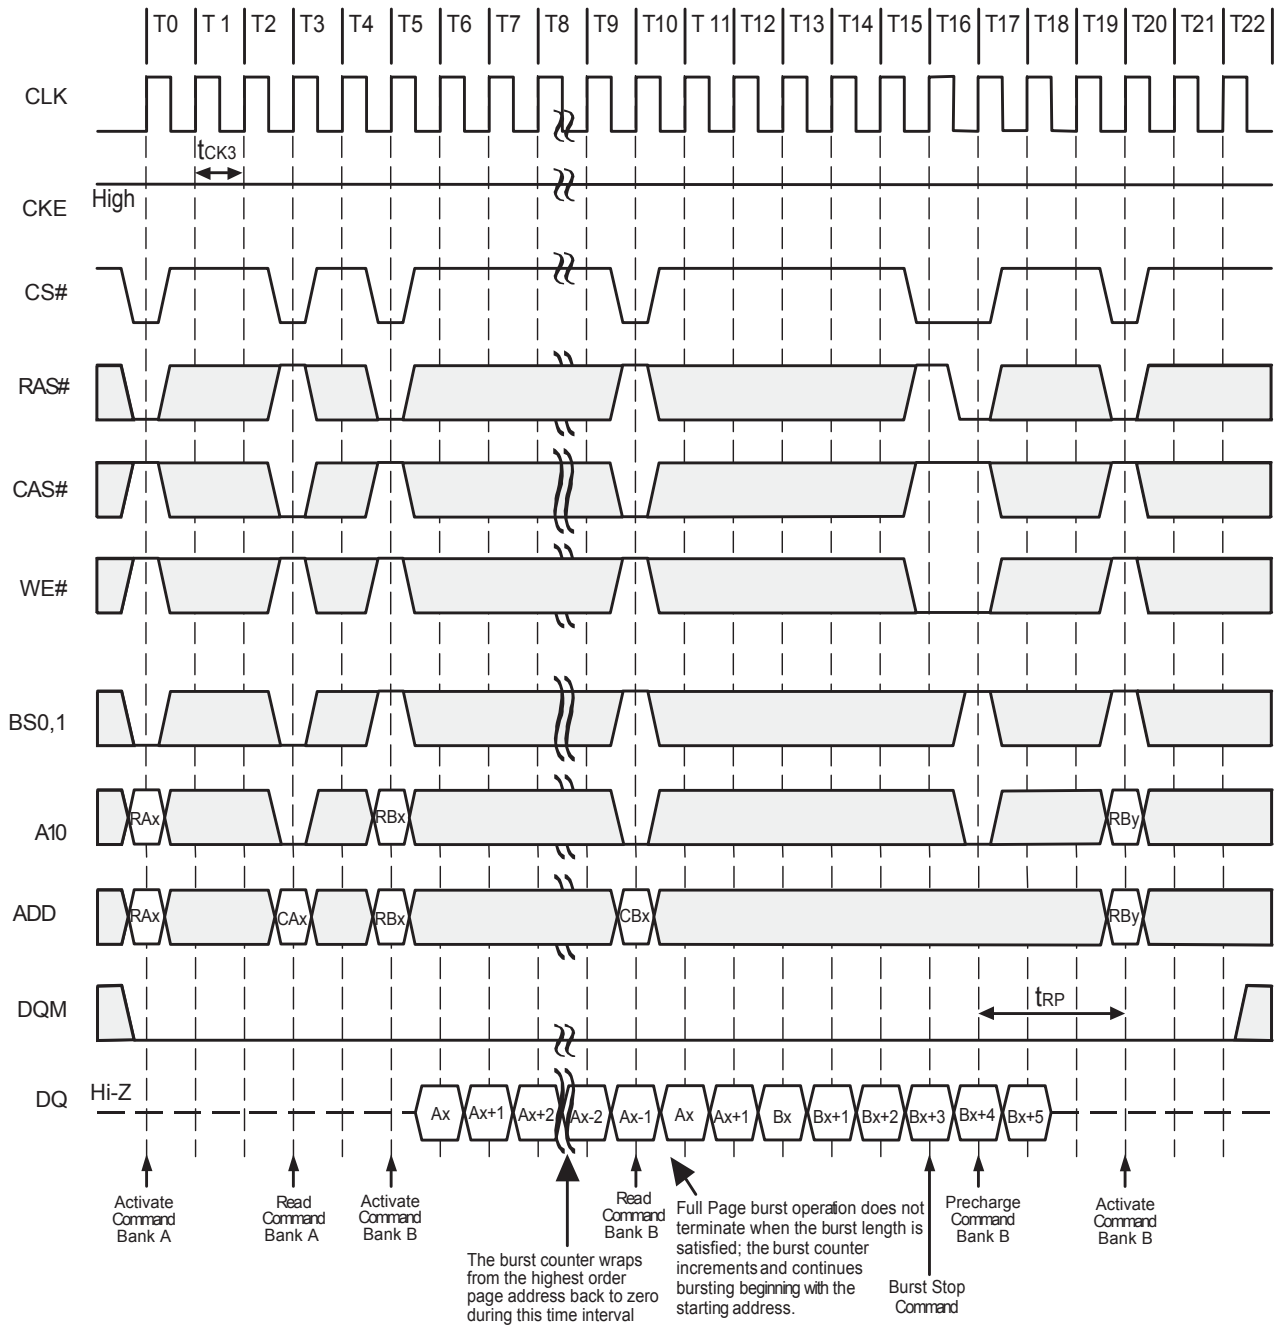 T0 T 1 T2 T3 T4 T5 T6 T7 T8 T9 T10 T 11 T12 T13 T14 T15 T16 T17 T18 T19 T20 T21 T22
CLK
tCK3
High
CKE
CS#
RAS#
CAS#
WE#
BS0,1
A10
RAx RBx RBy
ADD
RAx CAx RBx CBx RBy
DQM
tRP
DQ
Hi-Z
Ax Ax+1 Ax+2 Ax-2 Ax-1 Ax Ax+1 Bx Bx+1 Bx+2 Bx+3 Bx+4 Bx+5
Activate
Command
Bank A
Read
Command
Bank A
Activate
Command
Bank B
The burst counter wraps
from the highest order
page address back to zero
during this time interval
Read
Command
Bank B
Full Page burst operation does not
terminate when the burst length is
satisfied; the burst counter
increments and continues
bursting beginning with the
starting address.
Burst Stop
Command
Precharge
Command
Bank B
Activate
Command
Bank B